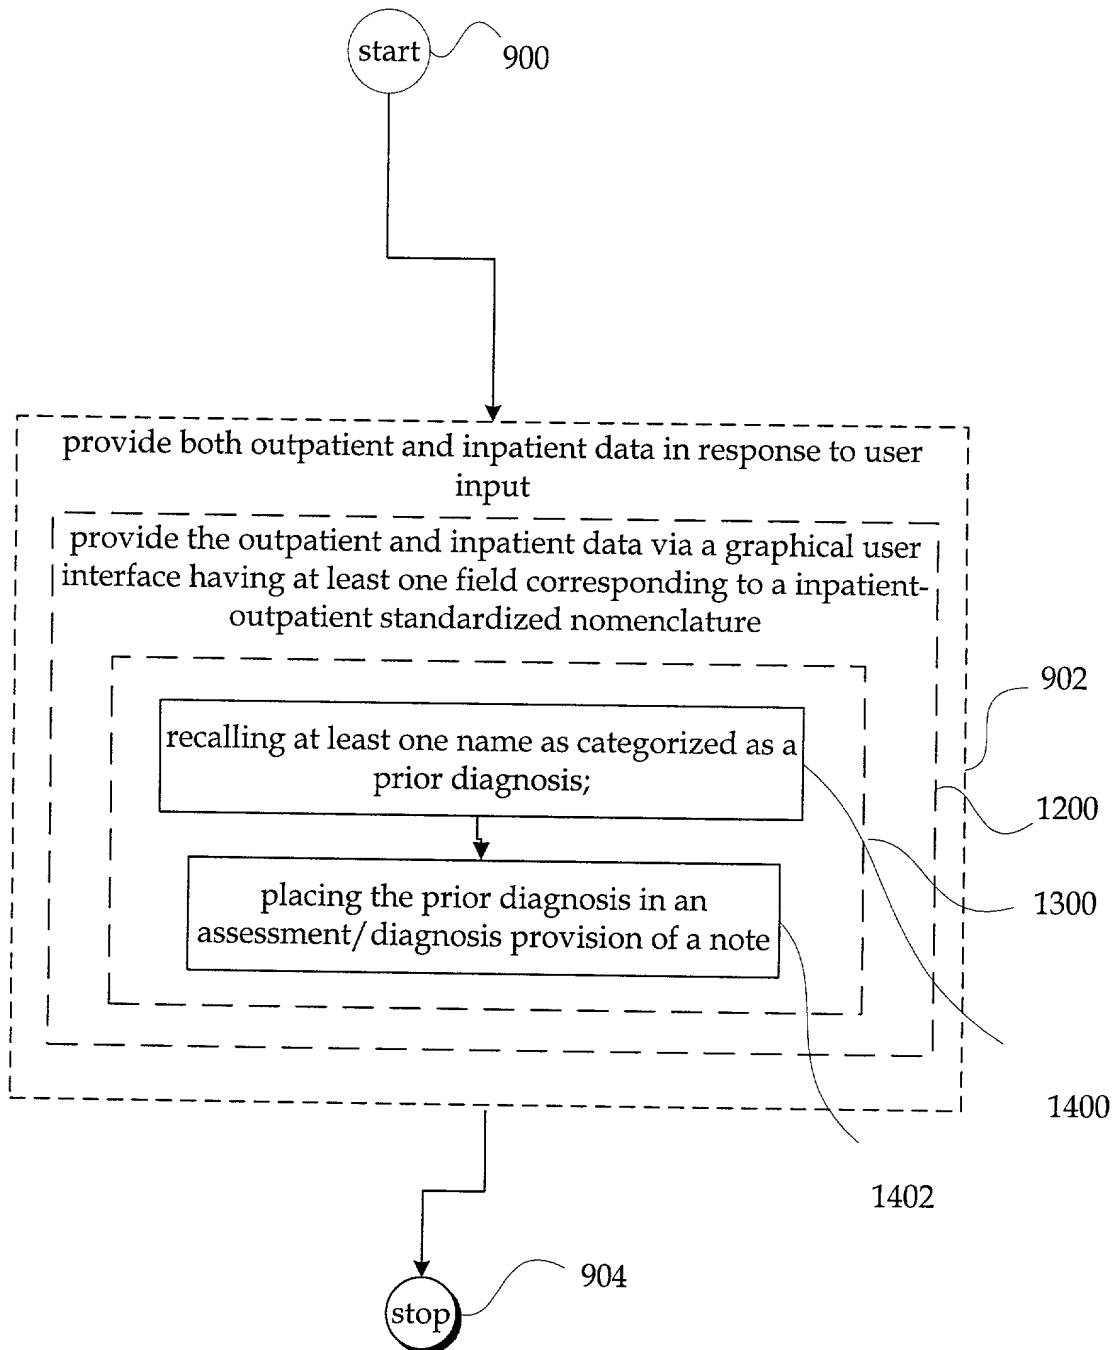 start
900
provide both outpatient and inpatient data in response to user
input
provide the outpatient and inpatient data via a graphical user
interface having at least one field corresponding to a inpatient-
outpatient standardized nomenclature
902
recalling at least one name as categorized as a
prior diagnosis;
1200
placing the prior diagnosis in an
assessment/diagnosis provision of a note
1300
1400
1402
904
stop